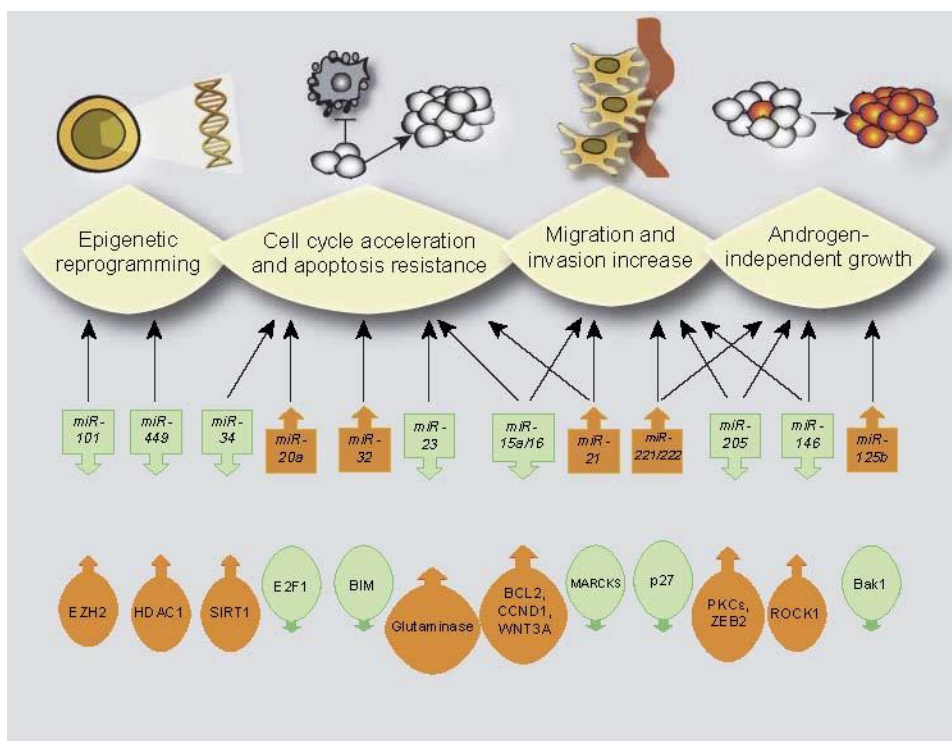 Epigenetic
reprogramming
Cell cycle acceleration
and apoptosis resistance
Migration and
invasion increase
Androgen-
independent growth
miR-
101
miR-
449
miR-
34
miR-
20a
miR-
32
miR-
23
miR-
15a/16
miR-
21
miR-
221/222
miR-
205
miR-
146
miR-
125b
EZH2
HDAC1
SIRT1
E2F1
BIM
Glutaminase
BCL2,
CCND1,
WNT3A
MARCKS
p27
PKCε,
ZEB2
ROCK1
Bak1